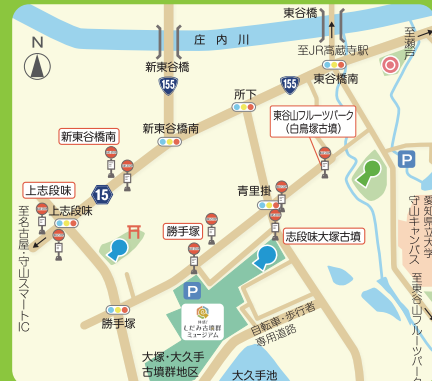 東谷橋
N
庄内川
至JR高蔵寺駅
至瀬戸
新東谷橋
155
155
東谷橋南
所下
東谷山フルーツパーク
(白鳥塚古墳)
新東谷橋南
新東谷橋南
P
上志段味
15
上志段味
青里掛
勝手塚
志段味大塚古墳
愛知県立大学
守山キャンパス
至東谷山フルーツパーク
至名古屋・守山スマート
IC
P
しだみ古墳群
ミュージアム
勝手塚
自転車・歩行者
専用道路
大塚・大久手
古墳群地区
大久手池